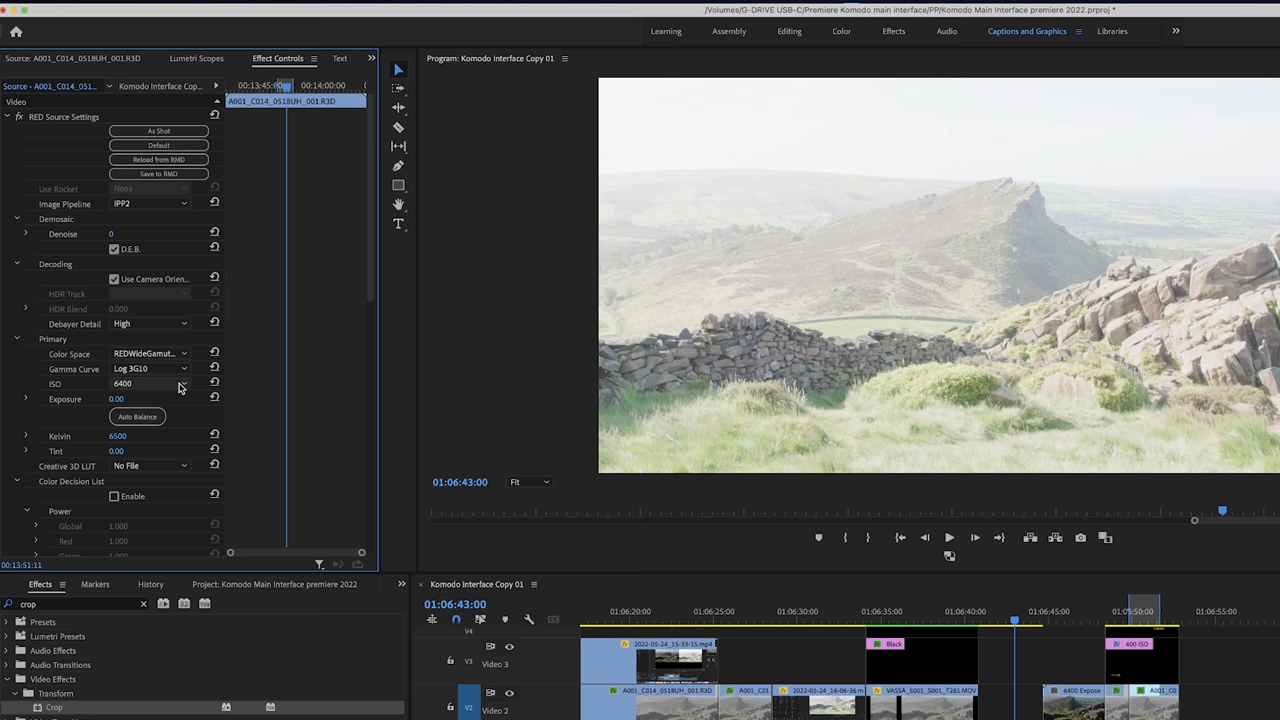 /Volumes/G-DRIVE USB-C/Premiere Komodo main interface/PP/Komodo Main Interface premiere 2022.prproj *
Learning Assembly Editing Color Effects Audio Captions and Graphics Libraries
Source: A001_C014_0518UH_001.R3D Lumetri Scopes Effect Controls Text
Program: Komodo Interface Copy 01
Source - A001_C014_051... Komodo Interface Cop... 00:13:45:00 00:14:00:00
Video A001_C014_0518UH_001.R3D
fx RED Source Settings
As Shot
Default
Reload from RMD
Save to RMD
Use Rocket None
Image Pipeline IPP2
Demosaic
Denoise 0
D.E.B.
Decoding
Use Camera Orien...
HDR Track
HDR Blend 0.000
Debayer Detail High
Primary
Color Space REDWideGamut...
Gamma Curve Log 3G10
ISO 6400
Exposure 0.00
Auto Balance
Kelvin 6500
Tint 0.00
Creative 3D LUT No File
Color Decision List
Enable
Power
Global 1.000
Red 1.000
00:13:51:11
01:06:43:00 Fit
Effects Markers History Project: Komodo Main Interface premiere 2022
crop
Presets
Lumetri Presets
Audio Effects
Audio Transitions
Video Effects
Transform
Crop
Komodo Interface Copy 01
01:06:43:00
01:06:20:00 01:06:25:00 01:06:30:00 01:06:35:00 01:06:40:00 01:06:45:00 01:06:50:00 01:06:55:00
V4
V3 Video 3 fx 2022-05-24_15-33-15.mp4 fx Black fx 400 ISO
V2 Video 2 fx A001_C014_0518UH_001.R3D fx A001_C01 fx 2022-05-24_16-06-36.m fx VASSA_S001_S001_T281.MOV fx 6400 Expose fx fx A001_C0